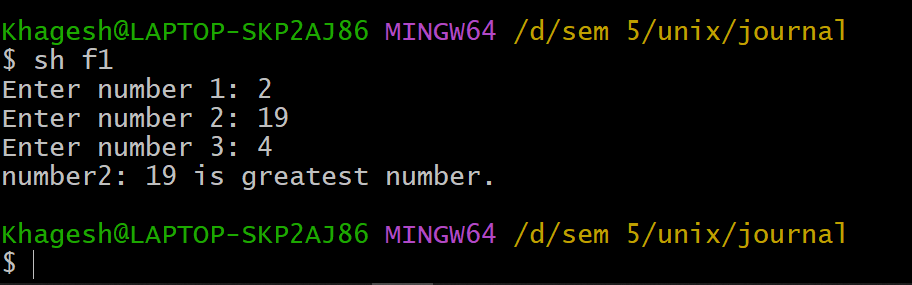 Khagesh@LAPTOP-SKP2AJ86 MINGW64 /d/sem 5/unix/journal
$ sh f1
Enter number 1: 2
Enter number 2: 19
Enter number 3: 4
number2: 19 is greatest number.
Khagesh@LAPTOP-SKP2AJ86 MINGW64 /d/sem 5/unix/journal
$